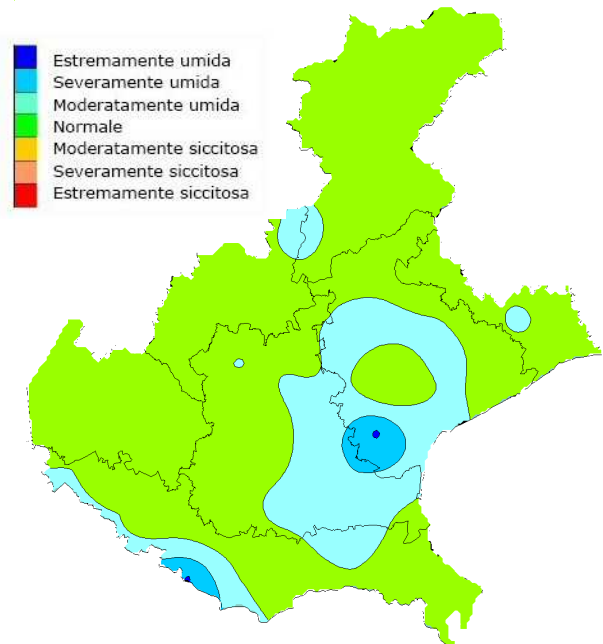 Estremamente umida
Severamente umida
Moderatamente umida
Normale
Moderatamente siccitosa
Severamente siccitosa
Estremamente siccitosa